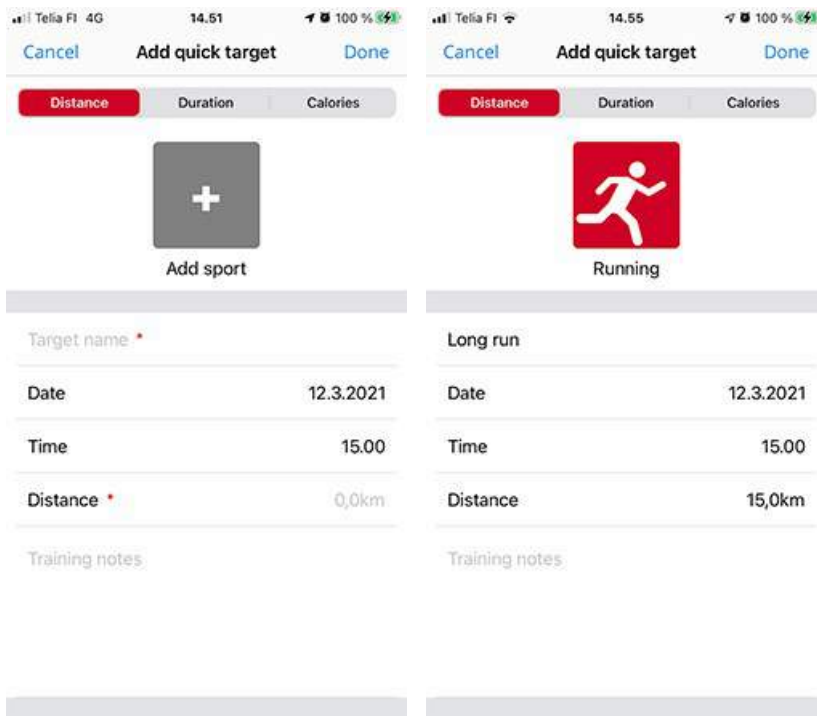 Telia FI 4G 14.51 100 %
Cancel Add quick target Done
Distance Duration Calories
+
Add sport
Target name *
Date 12.3.2021
Time 15.00
Distance * 0,0km
Training notes
Telia FI 14.55 100 %
Cancel Add quick target Done
Distance Duration Calories
Running
Long run
Date 12.3.2021
Time 15.00
Distance 15,0km
Training notes